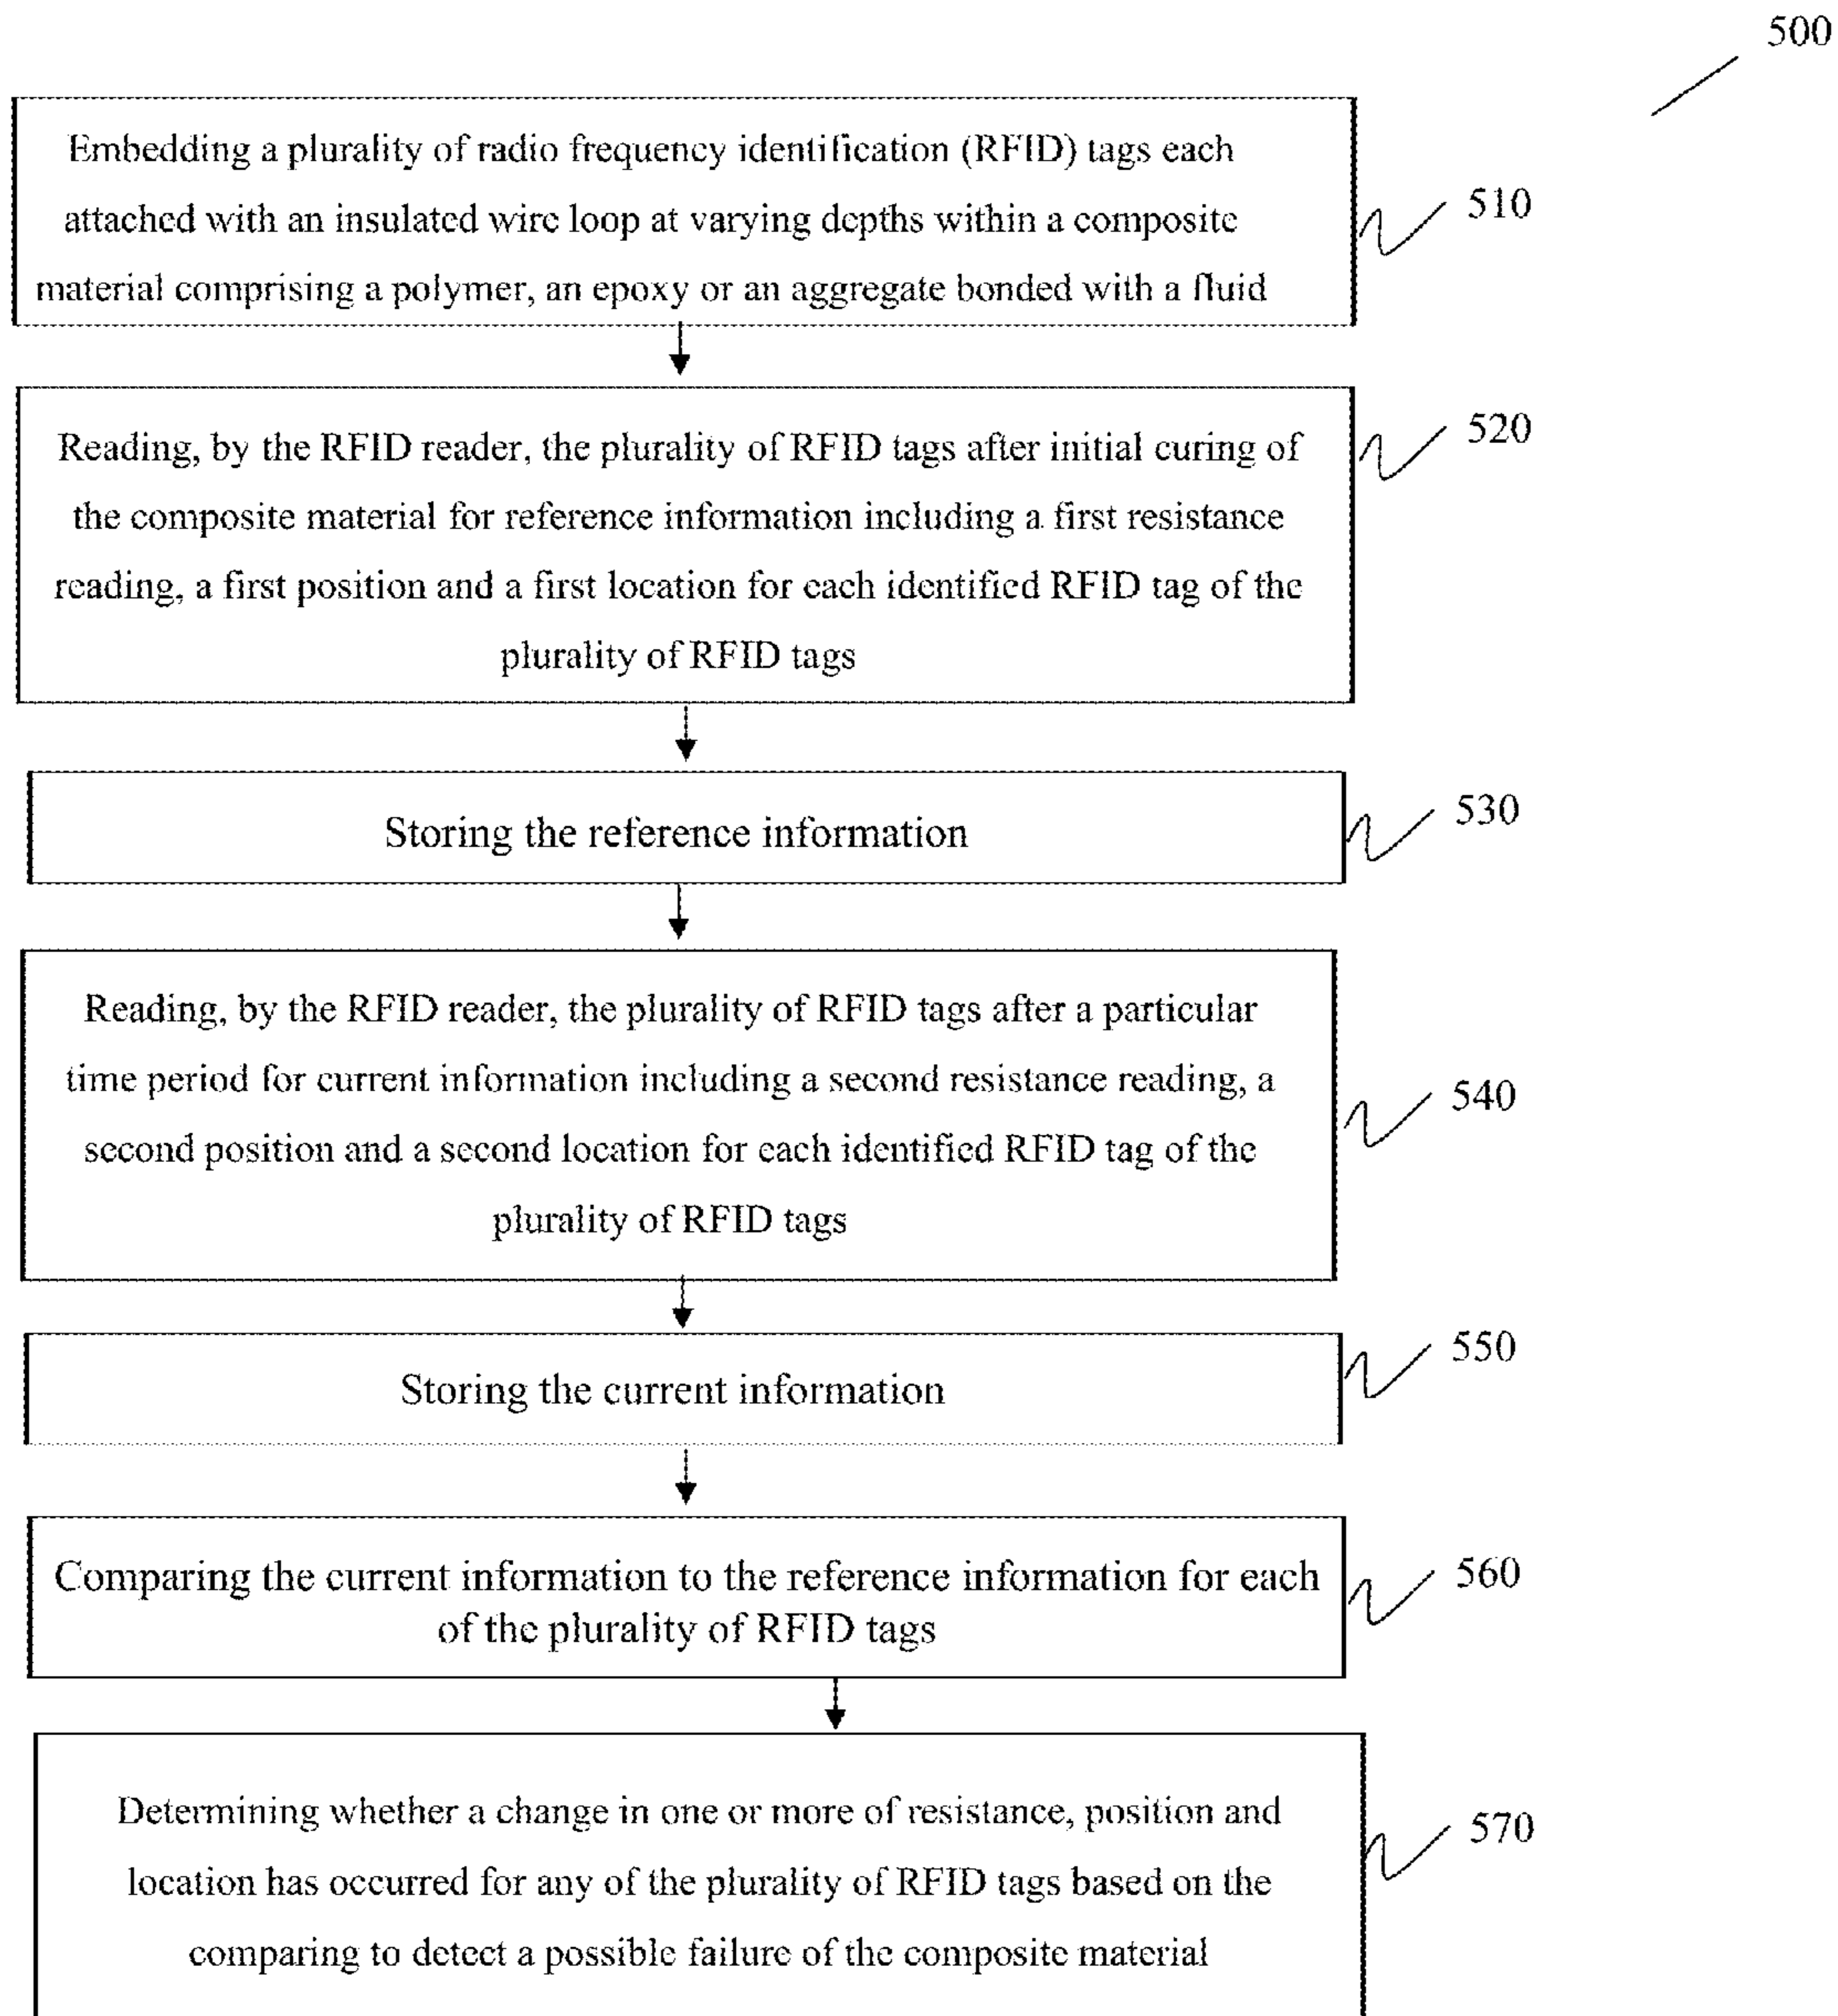 500
Embedding a plurality of radio frequency identification (RFID) tags each
attached with an insulated wire loop at varying depths within a composite
material comprising a polymer, an epoxy or an aggregate bonded with a fluid
510
Reading, by the RFID reader, the plurality of RFID tags after initial curing of
the composite material for reference information including a first resistance
reading, a first position and a first location for each identified RFID tag of the
plurality of RFID tags
520
Storing the reference information
530
Reading, by the RFID reader, the plurality of RFID tags after a particular
time period for current information including a second resistance reading, a
second position and a second location for each identified RFID tag of the
plurality of RFID tags
540
Storing the current information
550
Comparing the current information to the reference information for each
of the plurality of RFID tags
560
Determining whether a change in one or more of resistance, position and
location has occurred for any of the plurality of RFID tags based on the
comparing to detect a possible failure of the composite material
570